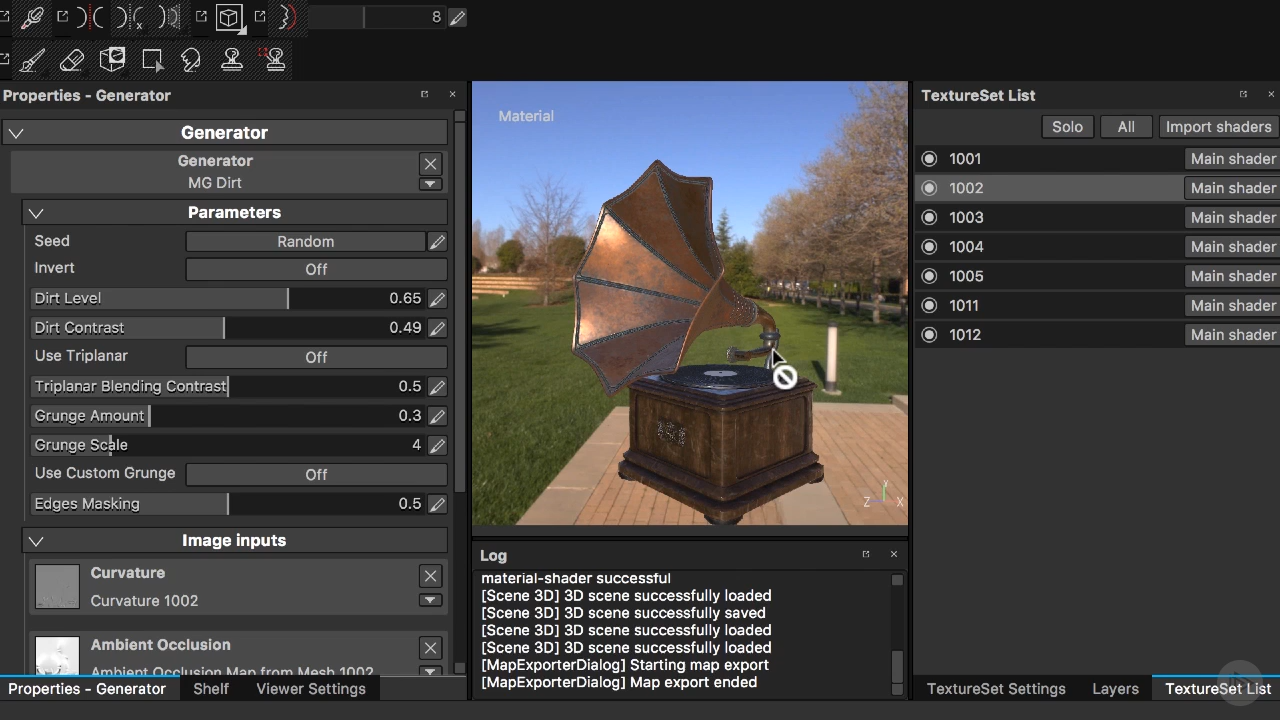 8
Properties - Generator
Generator
Generator
MG Dirt
Parameters
Seed Random
Invert Off
Dirt Level 0.65
Dirt Contrast 0.49
Use Triplanar Off
Triplanar Blending Contrast 0.5
Grunge Amount 0.3
Grunge Scale 4
Use Custom Grunge Off
Edges Masking 0.5
Image inputs
Curvature
Curvature 1002
Ambient Occlusion
Ambient Occlusion Map from Mesh 1002
Properties - Generator Shelf Viewer Settings
Material
Y
Z X
Log
material-shader successful
[Scene 3D] 3D scene successfully loaded
[Scene 3D] 3D scene successfully saved
[Scene 3D] 3D scene successfully loaded
[Scene 3D] 3D scene successfully loaded
[MapExporterDialog] Starting map export
[MapExporterDialog] Map export ended
TextureSet List
Solo All Import shaders
1001 Main shader
1002 Main shader
1003 Main shader
1004 Main shader
1005 Main shader
1011 Main shader
1012 Main shader
TextureSet Settings Layers TextureSet List